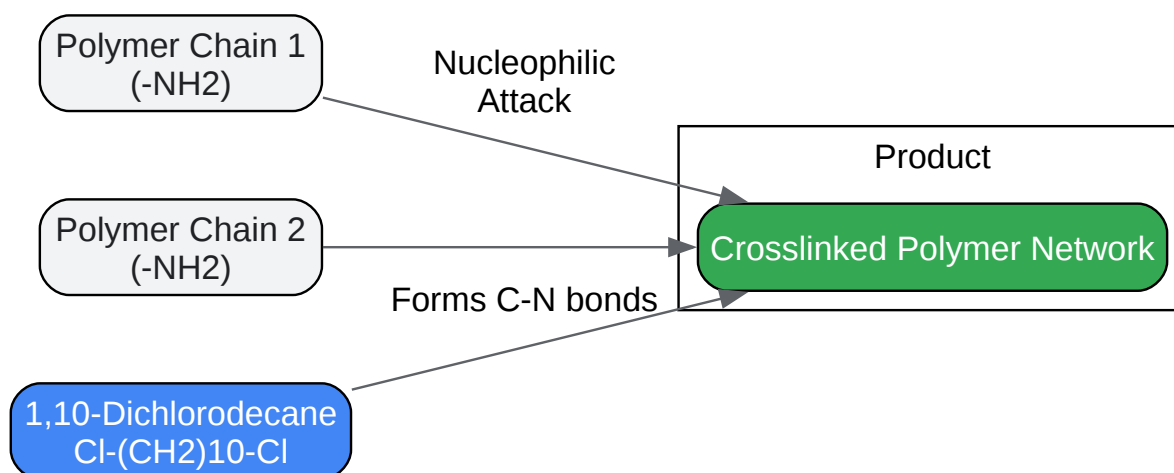 Polymer Chain 1
(-NH2)
Nucleophilic
Attack
Product
Polymer Chain 2
(-NH2)
Crosslinked Polymer Network
Forms C-N bonds
1,10-Dichlorodecane
Cl-(CH2)10-Cl